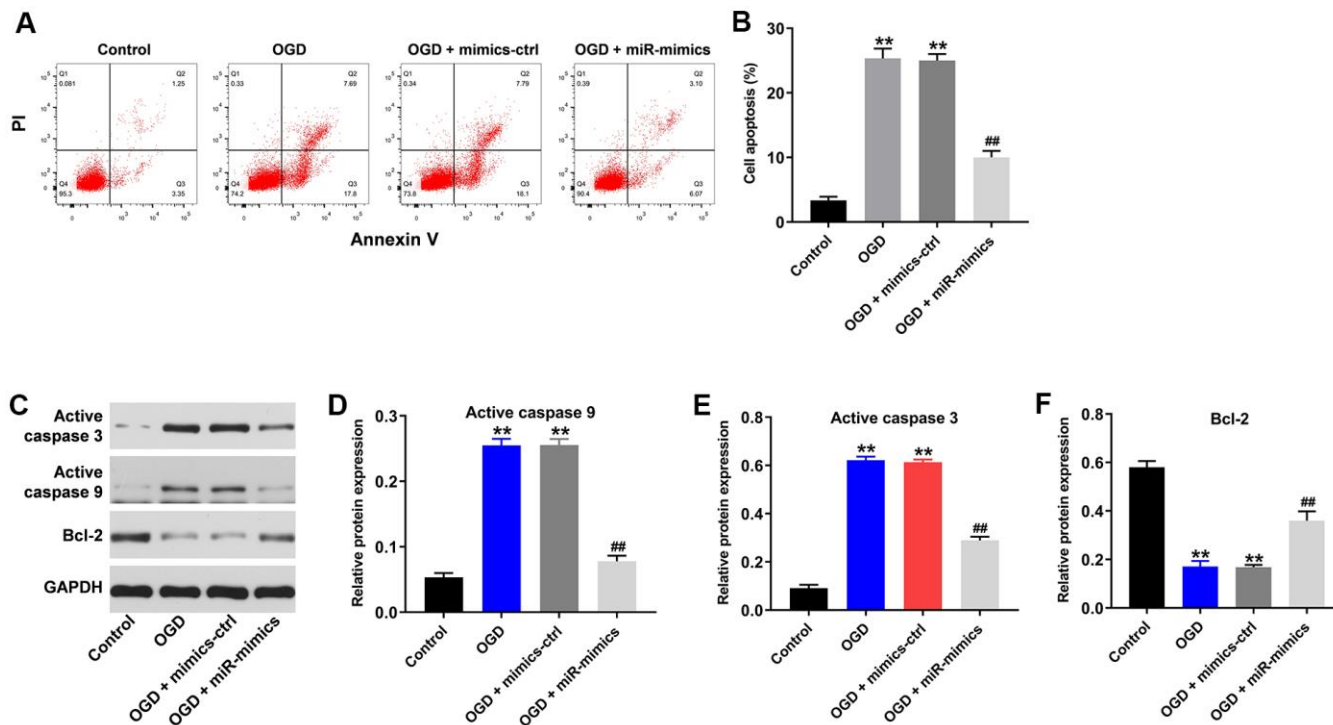 A
Control
OGD
OGD + mimics-ctrl
OGD + miR-mimics
PI
Q1
0.081
Q2
1.25
Q4
95.3
Q3
3.35
Q1
0.33
Q2
7.69
Q4
74.2
Q3
17.8
Q1
0.34
Q2
7.79
Q4
73.8
Q3
18.1
Q1
0.39
Q2
3.10
Q4
90.4
Q3
6.07
Annexin V
B
Cell apoptosis (%)
30
20
10
0
**
**
##
Control
OGD
OGD + mimics-ctrl
OGD + miR-mimics
C
Active
caspase 3
Active
caspase 9
Bcl-2
GAPDH
Control
OGD
OGD + mimics-ctrl
OGD + miR-mimics
D
Active caspase 9
Relative protein expression
0.3
0.2
0.1
0.0
**
**
##
Control
OGD
OGD + mimics-ctrl
OGD + miR-mimics
E
Active caspase 3
Relative protein expression
0.8
0.6
0.4
0.2
0.0
**
**
##
Control
OGD
OGD + mimics-ctrl
OGD + miR-mimics
F
Bcl-2
Relative protein expression
0.8
0.6
0.4
0.2
0.0
**
**
##
Control
OGD
OGD + mimics-ctrl
OGD + miR-mimics